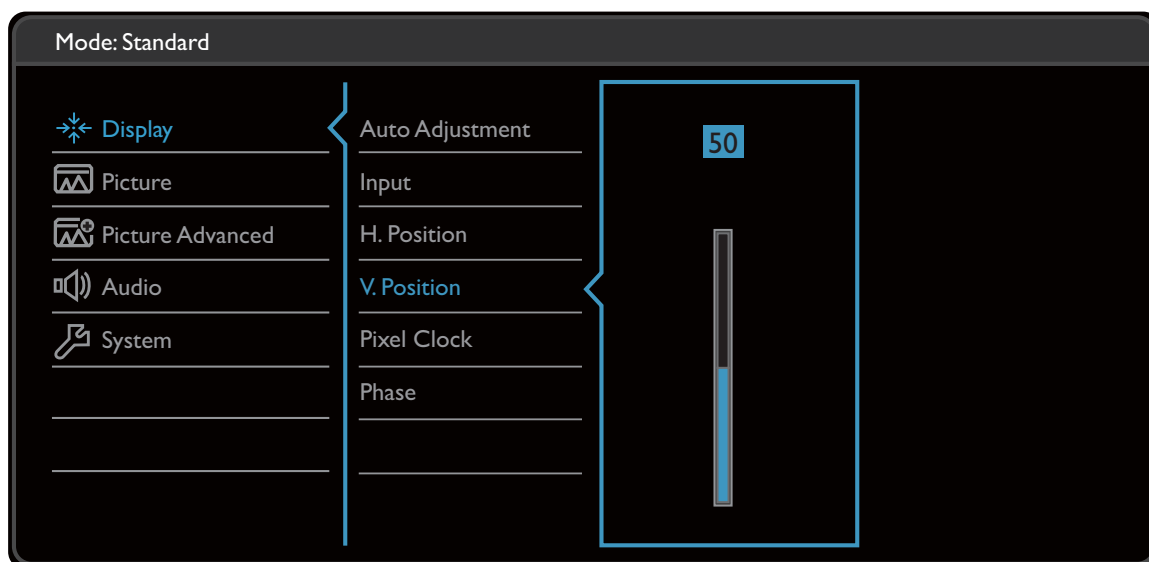 Mode: Standard
Display
Picture
Picture Advanced
Audio
System
Auto Adjustment
Input
H. Position
V. Position
Pixel Clock
Phase
50